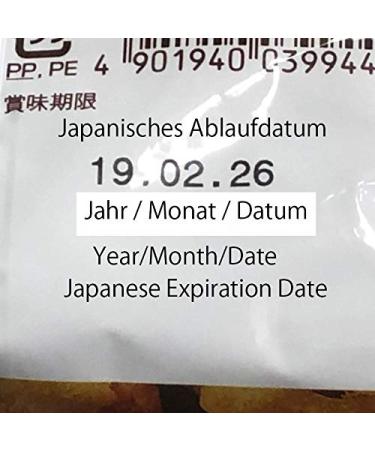 PP, PE 4 901940 039944
賞味期限
Japanisches Ablaufdatum
19.02.26
Jahr / Monat / Datum
Year/Month/Date
Japanese Expiration Date